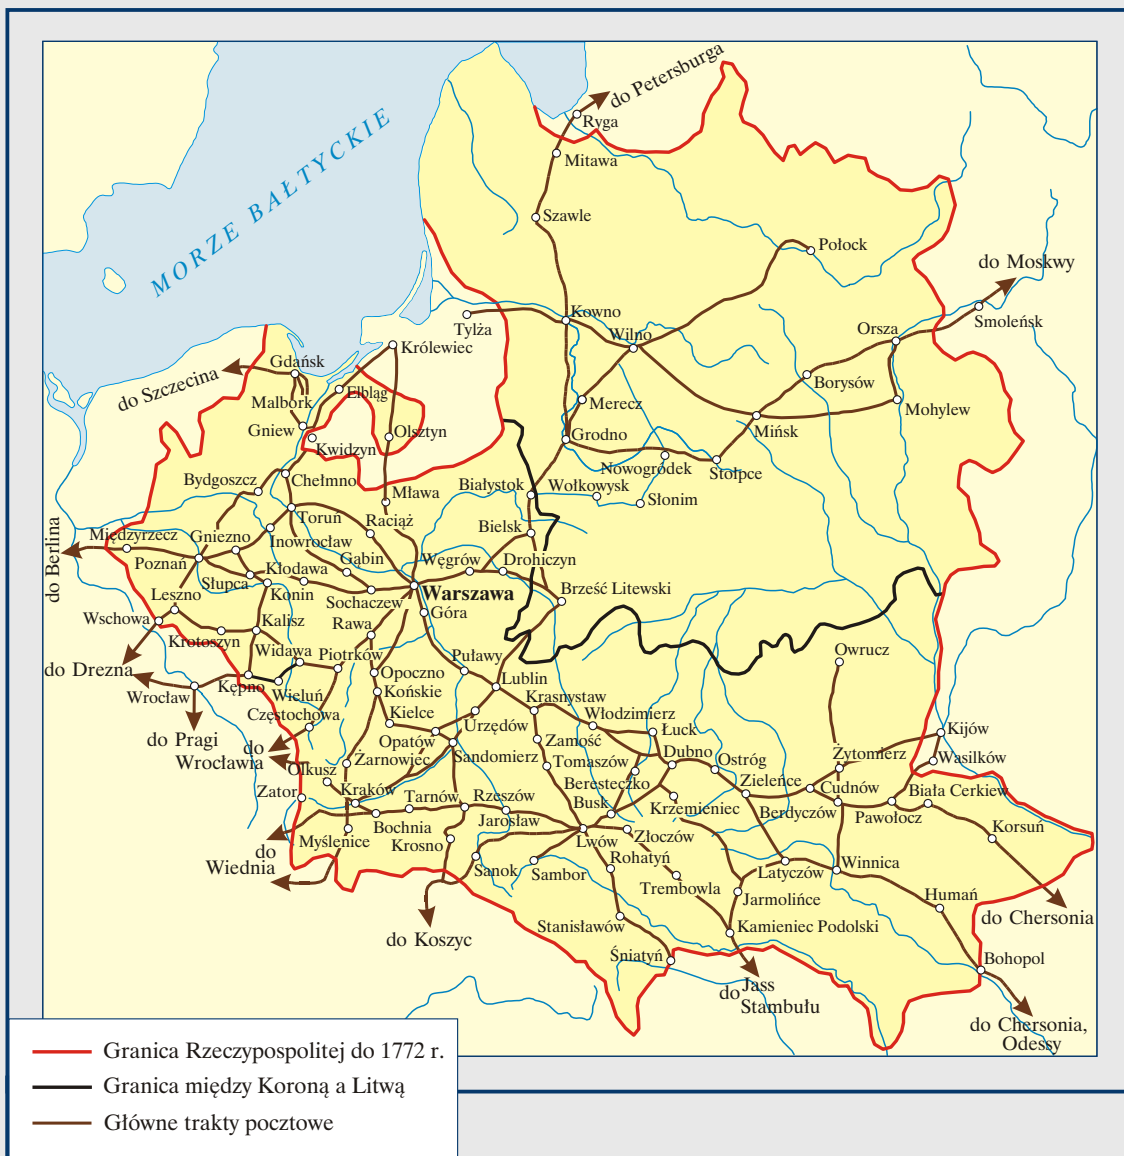 do Petersburga
Ryga
Mitawa
MORZE BAŁTYCKIE
Szawle
Połock
do Moskwy
Kowno
Smoleńsk
Tylża
Wilno
Orsza
Królewiec
Gdańsk
do Szczecina
Elbląg
Borysów
Malbork
Merecz
Mohylew
Gniew
Olsztyn
Grodno
Mińsk
Kwidzyn
Nowogródek
Stołpce
Bydgoszcz
Chełmno
Białystok
Wołkowysk
Mława
Słonim
Toruń
Raciąż
Bielsk
do Berlina
Międzyrzecz
Gniezno
Inowrocław
Poznań
Gąbin
Węgrów
Drohiczyn
Kłodawa
Słupca
Konin
Warszawa
Brześć Litewski
Leszno
Sochaczew
Góra
Wschowa
Kalisz
Rawa
Krotoszyn
Widawa
Piotrków
Puławy
Owrucz
do Drezna
Opoczno
Lublin
Wrocław
Kępno
Wieluń
Końskie
Krasnystaw
Częstochowa
Kielce
Urzędów
Włodzimierz
do Pragi
Opatów
Zamość
Łuck
Kijów
do
Wrocławia
Sandomierz
Tomaszów
Dubno
Ostróg
Żytomierz
Wasilków
Żarnowiec
Olkusz
Beresteczko
Zieleńce
Cudnów
Zator
Kraków
Tarnów
Rzeszów
Busk
Krzemieniec
Berdyczów
Biała Cerkiew
Bochnia
Jarosław
Pawołocz
Korsuń
Myślenice
Krosno
Lwów
Złoczów
do
Wiednia
Rohatyń
Sanok
Sambor
Latyczów
Winnica
Trembowla
Jarmolińce
Humań
Stanisławów
Kamieniec Podolski
do Chersonia
do Koszyc
Śniatyń
Bohopol
do Jass
Stambułu
do Chersonia,
Odessy
Granica Rzeczypospolitej do 1772 r.
Granica między Koroną a Litwą
Główne trakty pocztowe